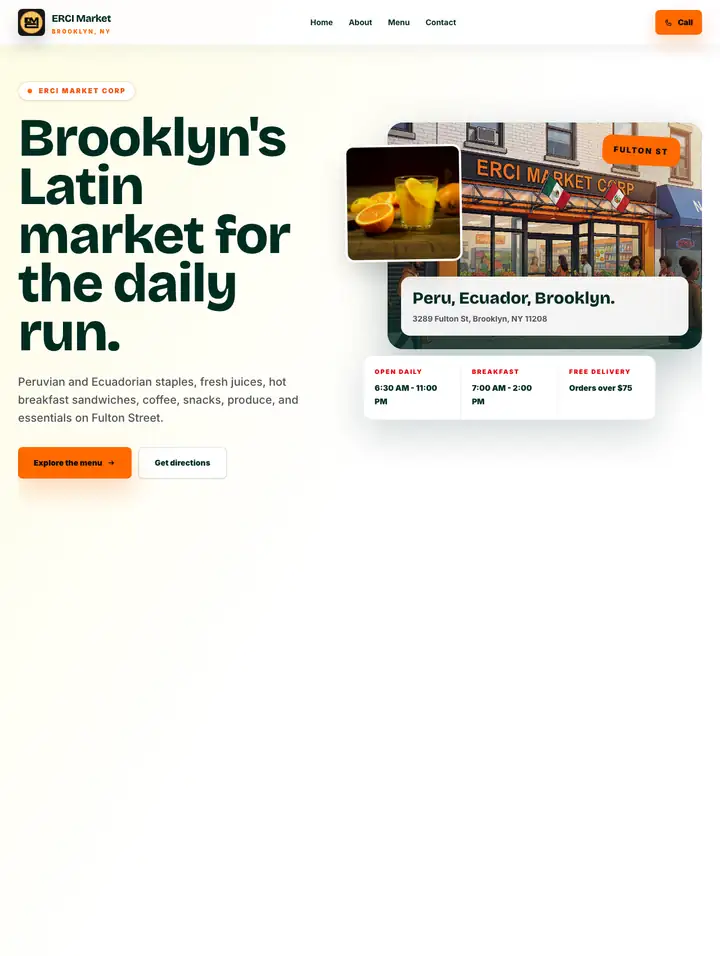 ERCI Market
BROOKLYN, NY
Home
About
Menu
Contact
Call
ERCI MARKET CORP
Brooklyn's
Latin
market for
the daily
run.
Peruvian and Ecuadorian staples, fresh juices, hot
breakfast sandwiches, coffee, snacks, produce, and
essentials on Fulton Street.
Explore the menu →
Get directions
FULTON ST
ERCI MARKET CORP
Peru, Ecuador, Brooklyn.
3289 Fulton St, Brooklyn, NY 11208
OPEN DAILY
6:30 AM - 11:00
PM
BREAKFAST
7:00 AM - 2:00
PM
FREE DELIVERY
Orders over $75